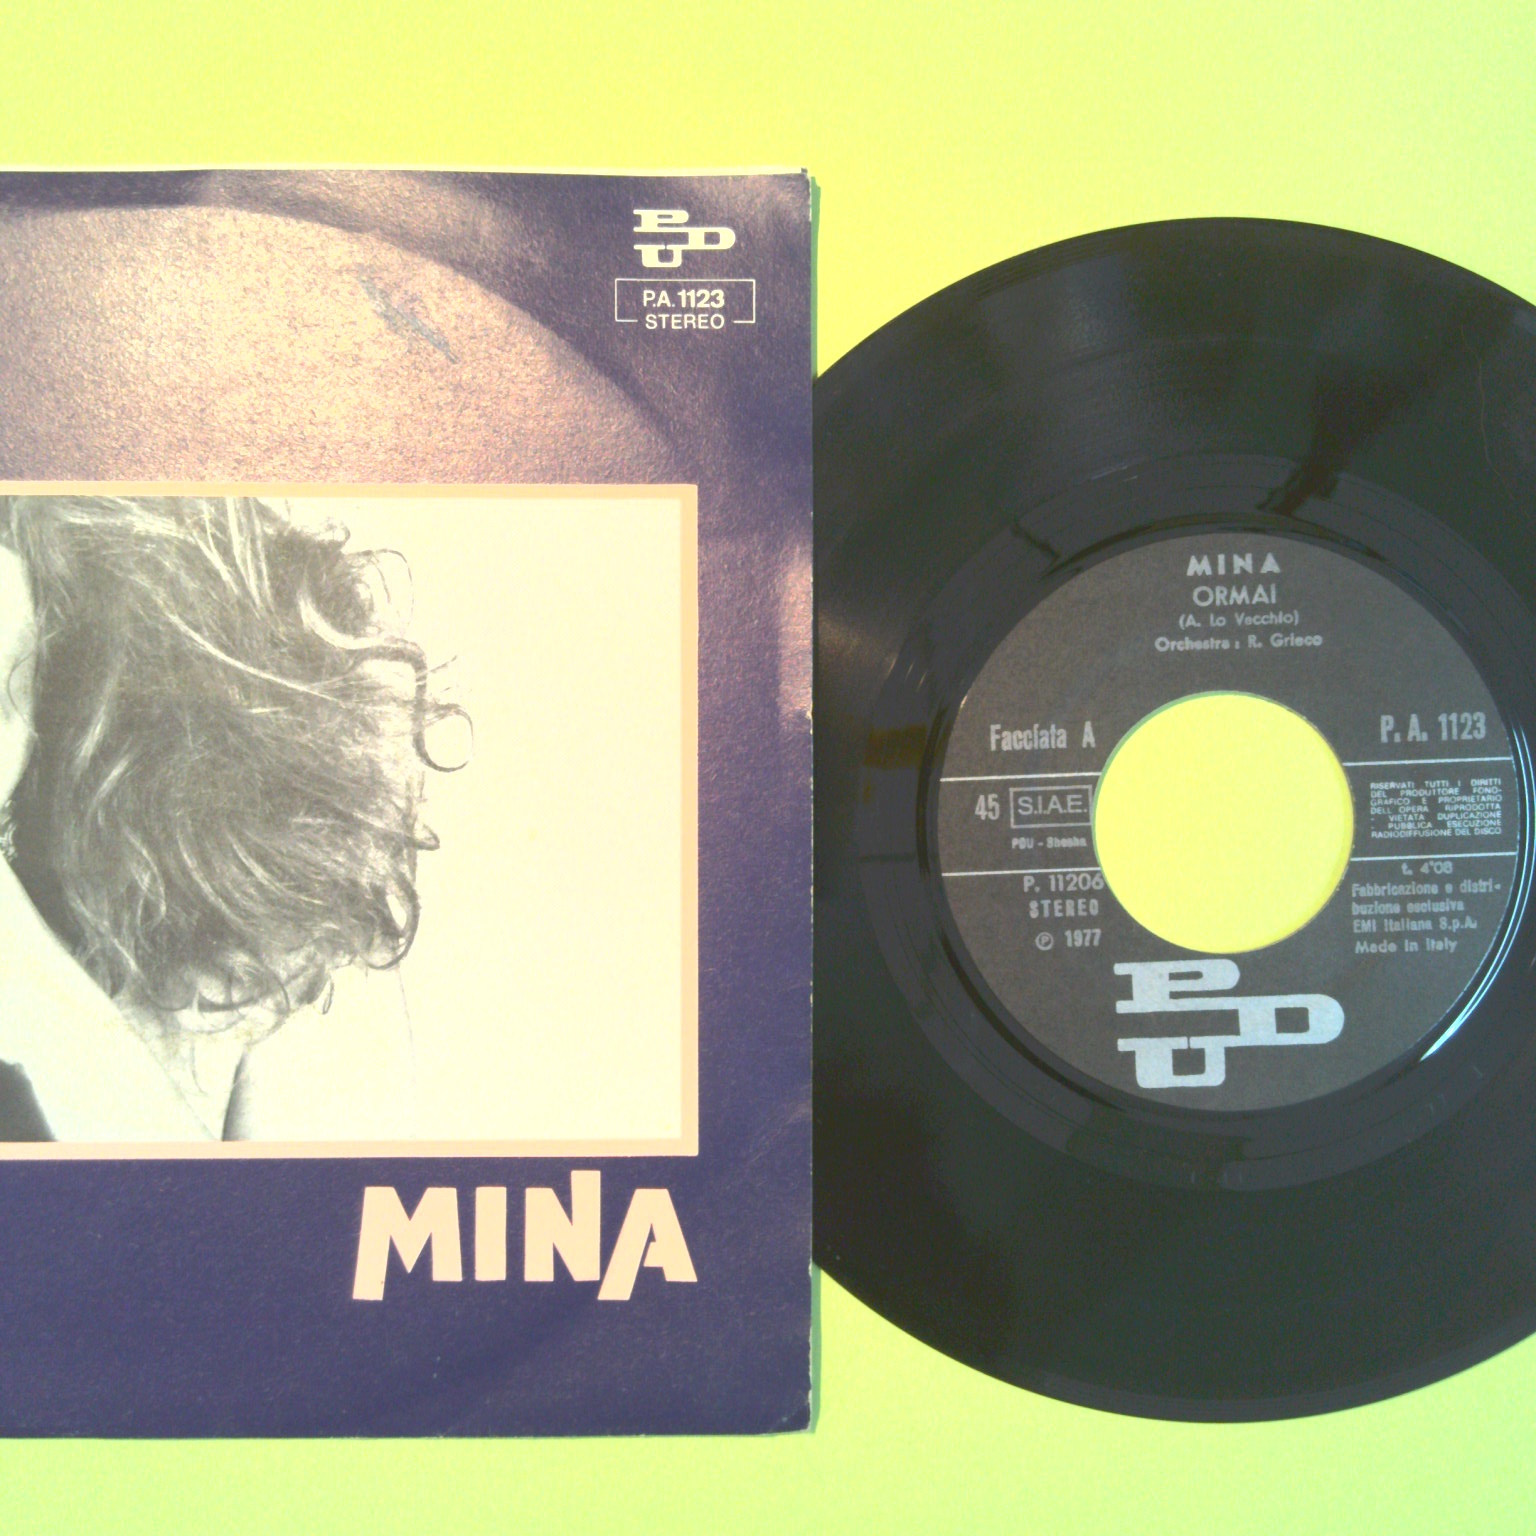 PDU
P.A. 1123
STEREO
MINA
MINA
ORMAI
(A. Lo Vecchio)
Orchestra: R. Grieco
Facciata A
P. A. 1123
45 S.I.A.E.
PDU - Shosha
RISERVATI TUTTI I DIRITTI
DEL PRODUTTORE FONO-
GRAFICO E PROPRIETARIO
DELL OPERA RIPRODOTTA
- VIETATA DUPLICAZIONE
- PUBBLICA ESECUZIONE
RADIODIFFUSIONE DEL DISCO
P. 11206
STEREO
Ⓟ 1977
t. 4'08
Fabbricazione e distri-
buzione esclusiva
EMI Italiana S.p.A.
Made in Italy
PDU